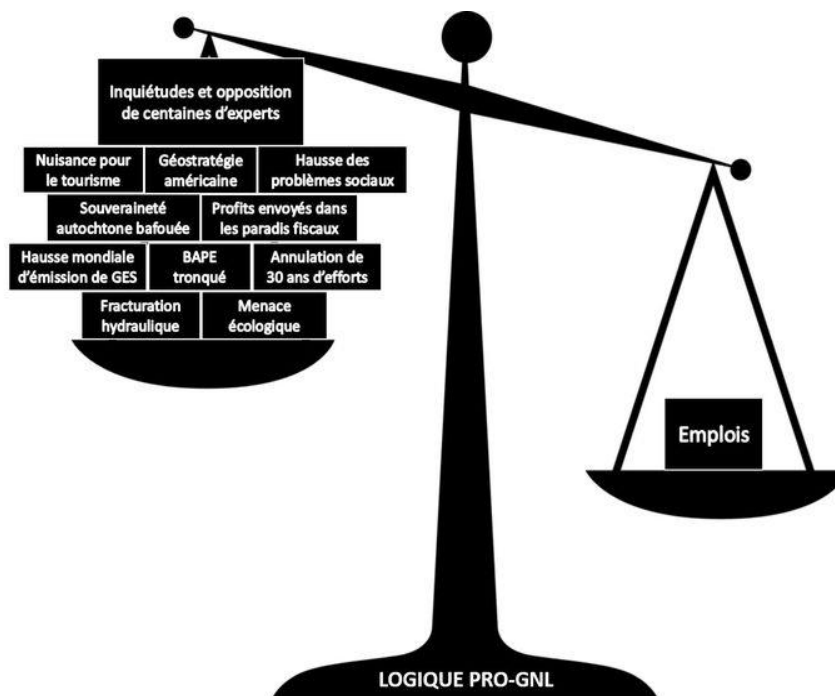 Inquiétudes et opposition
de centaines d'experts
Nuisance pour
le tourisme
Géostratégie
américaine
Hausse des
problèmes sociaux
Souveraineté
autochtone bafouée
Profits envoyés dans
les paradis fiscaux
Hausse mondiale
d'émission de GES
BAPE
tronqué
Annulation de
30 ans d'efforts
Fracturation
hydraulique
Menace
écologique
Emplois
LOGIQUE PRO-GNL